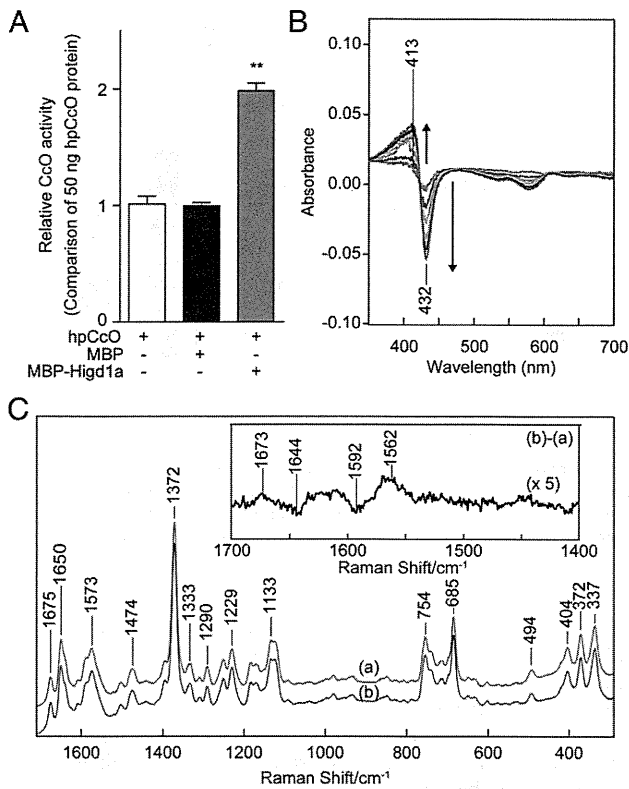 A
Relative CcO activity
(Comparison of 50 ng hpCcO protein)
2
1
0
**
hpCcO + + +
MBP - + -
MBP-Higd1a - - +
B
Absorbance
0.10
0.05
0.00
-0.05
-0.10
413
432
400 500 600 700
Wavelength (nm)
C
1675
1650
1573
1474
1372
1333
1290
1229
1133
754
685
494
404
372
337
(a)
(b)
1673
1644
1592
1562
(b)-(a)
(x 5)
1700 1600 1500 1400
Raman Shift/cm-1
1600 1400 1200 1000 800 600 400
Raman Shift/cm-1